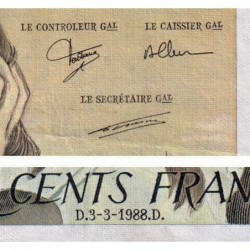 LE CONTROLEUR GAL LE CAISSIER GAL
LE SECRÉTAIRE GAL
CENTS FRAN
D.3-3-1988.D.